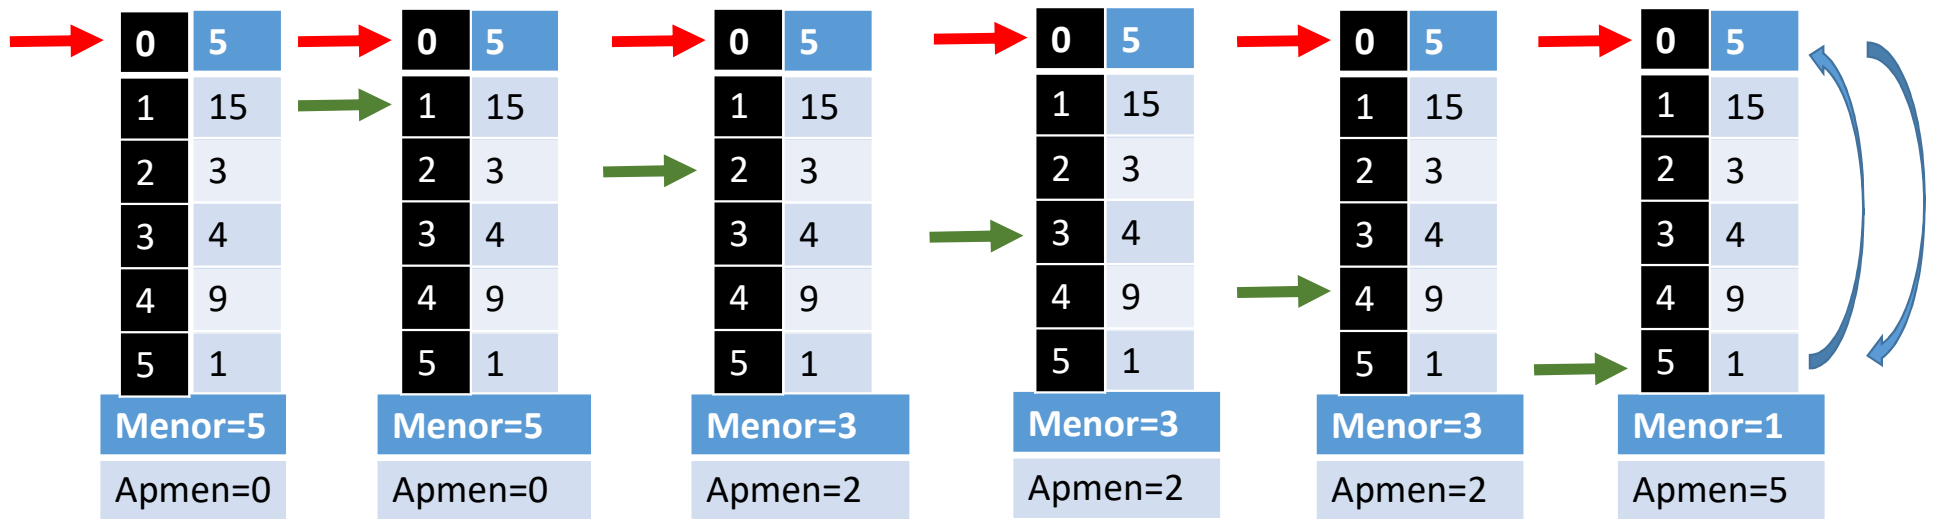 0 5 0 5 0 5 0 5 0 5 0 5
1 15 1 15 1 15 1 15 1 15 1 15
2 3 2 3 2 3 2 3 2 3 2 3
3 4 3 4 3 4 3 4 3 4 3 4
4 9 4 9 4 9 4 9 4 9 4 9
5 1 5 1 5 1 5 1 5 1 5 1
Menor=5 Menor=5 Menor=3 Menor=3 Menor=3 Menor=1
Apmen=0 Apmen=0 Apmen=2 Apmen=2 Apmen=2 Apmen=5